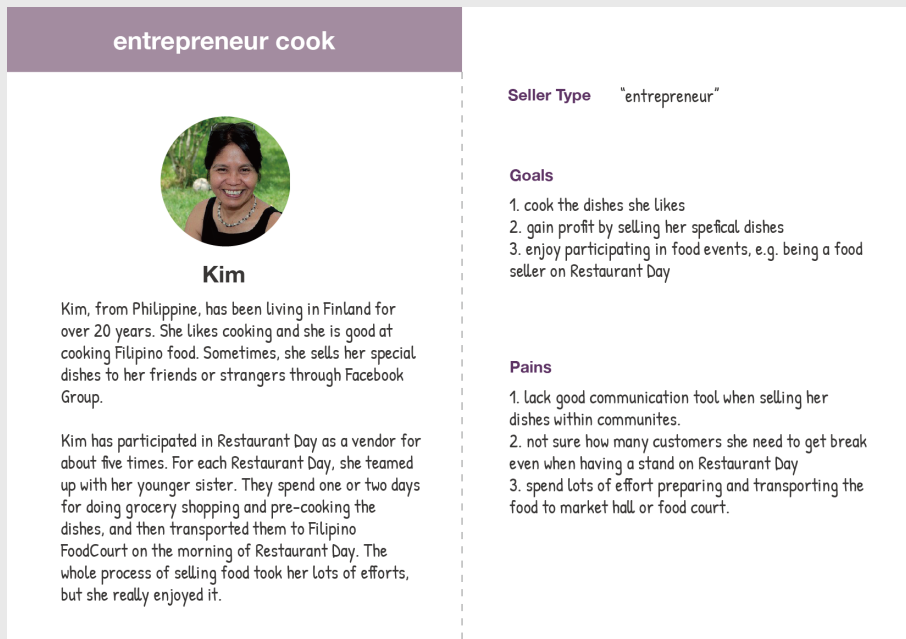 entrepreneur cook
Kim
Kim, from Philippine, has been living in Finland for
over 20 years. She likes cooking and she is good at
cooking Filipino food. Sometimes, she sells her special
dishes to her friends or strangers through Facebook
Group.
Kim has participated in Restaurant Day as a vendor for
about five times. For each Restaurant Day, she teamed
up with her younger sister. They spend one or two days
for doing grocery shopping and pre-cooking the
dishes, and then transported them to Filipino
FoodCourt on the morning of Restaurant Day. The
whole process of selling food took her lots of efforts,
but she really enjoyed it.
Seller Type "entrepreneur"
Goals
1. cook the dishes she likes
2. gain profit by selling her spefical dishes
3. enjoy participating in food events, e.g. being a food
seller on Restaurant Day
Pains
1. lack good communication tool when selling her
dishes within communites.
2. not sure how many customers she need to get break
even when having a stand on Restaurant Day
3. spend lots of effort preparing and transporting the
food to market hall or food court.